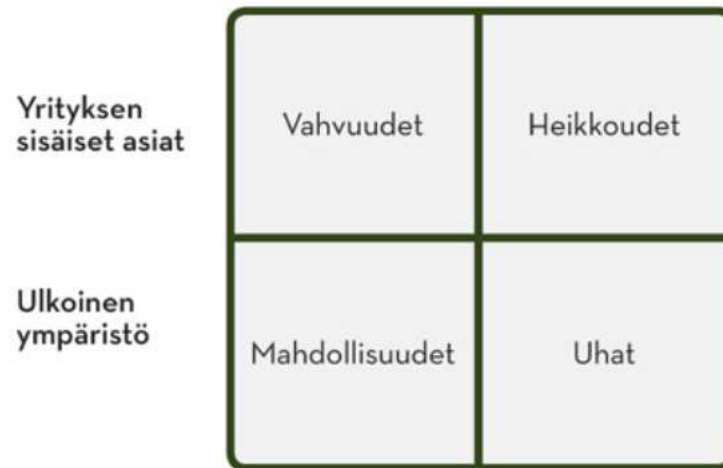 Yrityksen
sisäiset asiat
Vahvuudet
Heikkoudet
Ulkoinen
ympäristö
Mahdollisuudet
Uhat